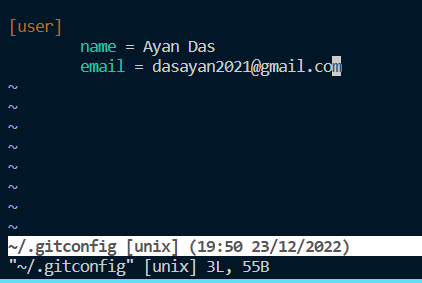 [user]
        name = Ayan Das
        email = dasayan2021@gmail.com
~
~
~
~
~
~
~
~
~/.gitconfig [unix] (19:50 23/12/2022)
"~/.gitconfig" [unix] 3L, 55B